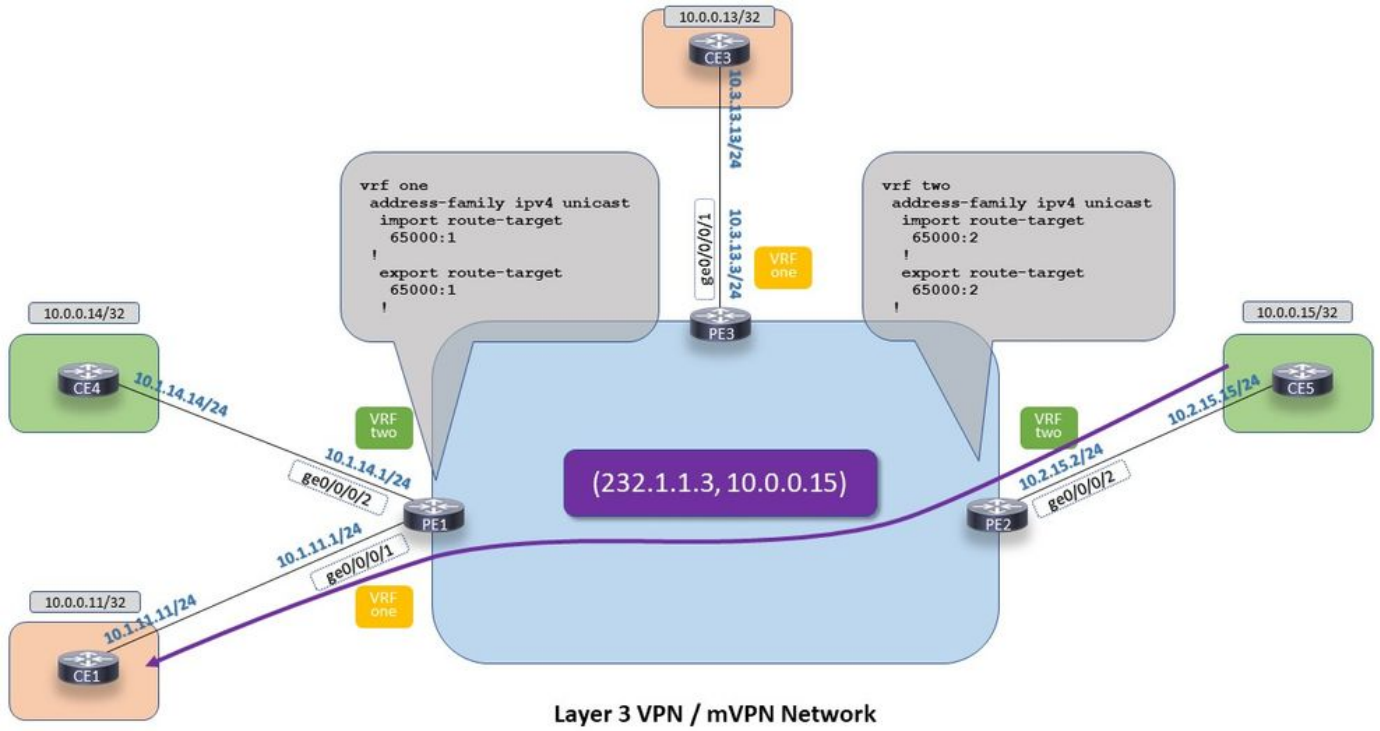 10.0.0.13/32
CE3
10.3.13.13/24
vrf one
address-family ipv4 unicast
import route-target
65000:1
!
export route-target
65000:1
!
ge0/0/0/1
10.3.13.3/24
VRF
one
PE3
vrf two
address-family ipv4 unicast
import route-target
65000:2
!
export route-target
65000:2
!
10.0.0.14/32
CE4
10.1.14.14/24
VRF
two
10.1.14.1/24
ge0/0/0/2
PE1
10.1.11.1/24
ge0/0/0/1
VRF
one
10.0.0.11/32
10.1.11.11/24
CE1
(232.1.1.3, 10.0.0.15)
10.0.0.15/32
CE5
10.2.15.15/24
VRF
two
10.2.15.2/24
ge0/0/0/2
PE2
Layer 3 VPN / mVPN Network